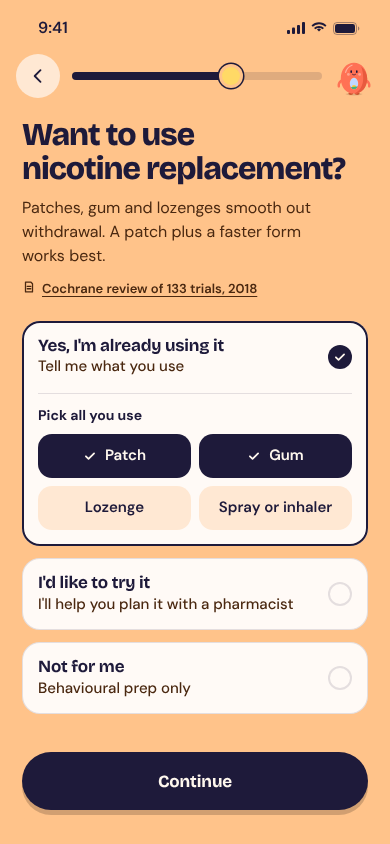 9:41
Want to use
nicotine replacement?
Patches, gum and lozenges smooth out
withdrawal. A patch plus a faster form
works best.
Cochrane review of 133 trials, 2018
Yes, I'm already using it
Tell me what you use
Pick all you use
Patch
Gum
Lozenge
Spray or inhaler
I'd like to try it
I'll help you plan it with a pharmacist
Not for me
Behavioural prep only
Continue